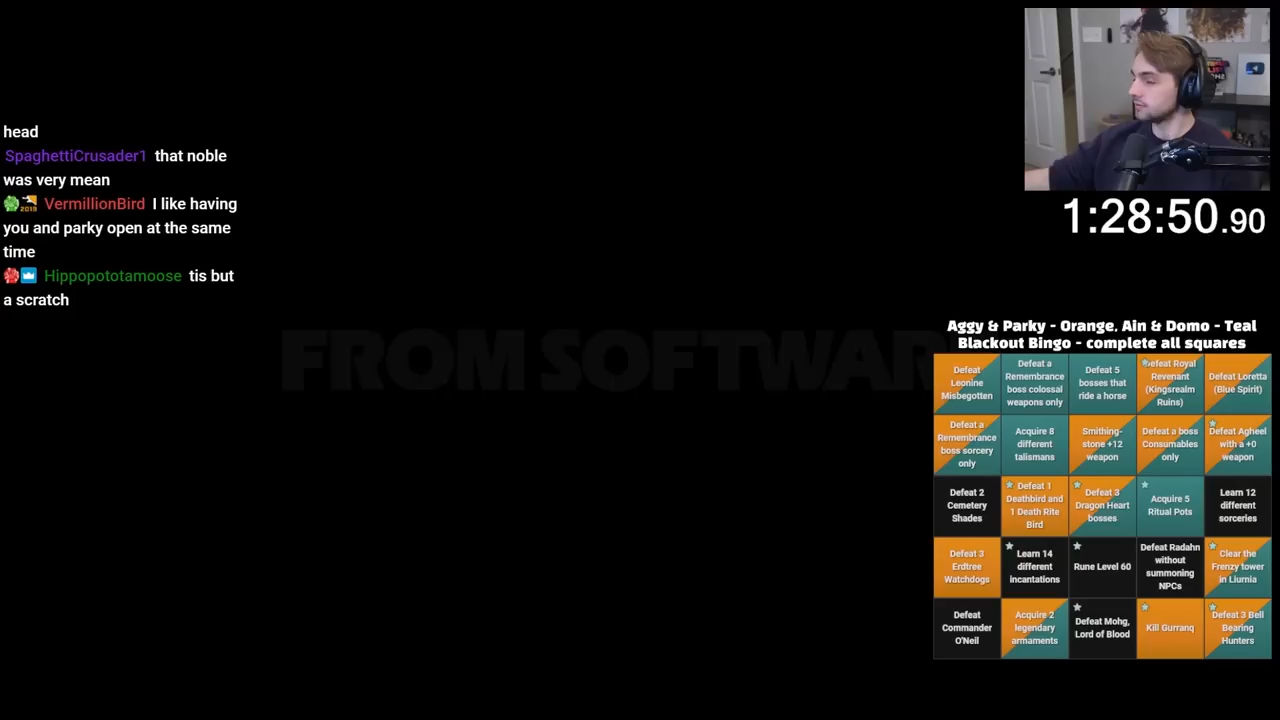 head
SpaghettiCrusader1 that noble
was very mean
VermillionBird I like having
you and parky open at the same
time
Hippopototamoose tis but
a scratch
FROM SOFTWAR
1:28:50.90
Aggy & Parky - Orange, Ain & Domo - Teal
Blackout Bingo - complete all squares
Defeat
Leonine
Misbegotten
Defeat a
Remembrance
boss colossal
weapons only
Defeat 5
bosses that
ride a horse
Defeat Royal
Revenant
(Kingsrealm
Ruins)
Defeat Loretta
(Blue Spirit)
Defeat a
Remembrance
boss sorcery
only
Acquire 8
different
talismans
Smithing-
stone +12
weapon
Defeat a boss
Consumables
only
Defeat Agheel
with a +0
weapon
Defeat 2
Cemetery
Shades
Defeat 1
Deathbird and
1 Death Rite
Bird
Defeat 3
Dragon Heart
bosses
Acquire 5
Ritual Pots
Learn 12
different
sorceries
Defeat 3
Erdtree
Watchdogs
Learn 14
different
incantations
Rune Level 60
Defeat Radahn
without
summoning
NPCs
Clear the
Frenzy tower
in Liurnia
Defeat
Commander
O'Neil
Acquire 2
legendary
armaments
Defeat Mohg,
Lord of Blood
Kill Gurranq
Defeat 3 Bell
Bearing
Hunters